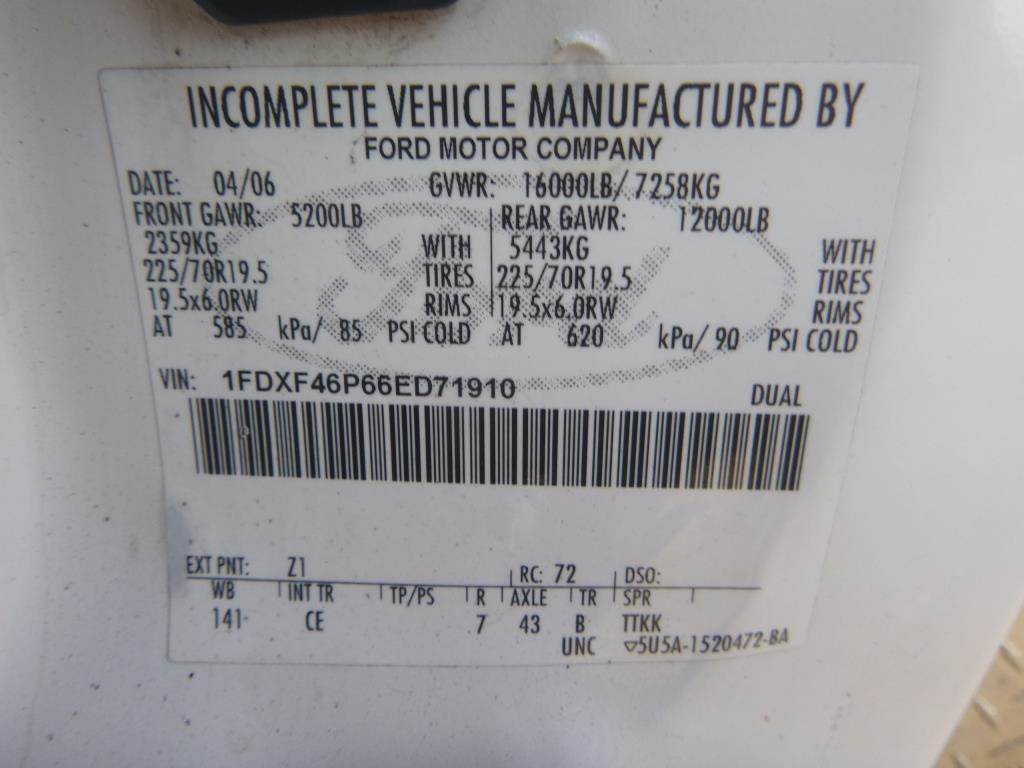 INCOMPLETE VEHICLE MANUFACTURED BY
FORD MOTOR COMPANY
DATE: 04/06 GVWR: 16000LB/ 7258KG
FRONT GAWR: 5200LB REAR GAWR: 12000LB
2359KG WITH 5443KG WITH
225/70R19.5 TIRES 225/70R19.5 TIRES
19.5x6.0RW RIMS 19.5x6.0RW RIMS
AT 585 kPa/ 85 PSI COLD AT 620 kPa/ 90 PSI COLD
VIN: 1FDXF46P66ED71910 DUAL
EXT PNT: Z1 RC: 72 DSO:
WB INT TR TP/PS R AXLE TR SPR
141 CE 7 43 B TTKK
UNC ▽5U5A-1520472-BA